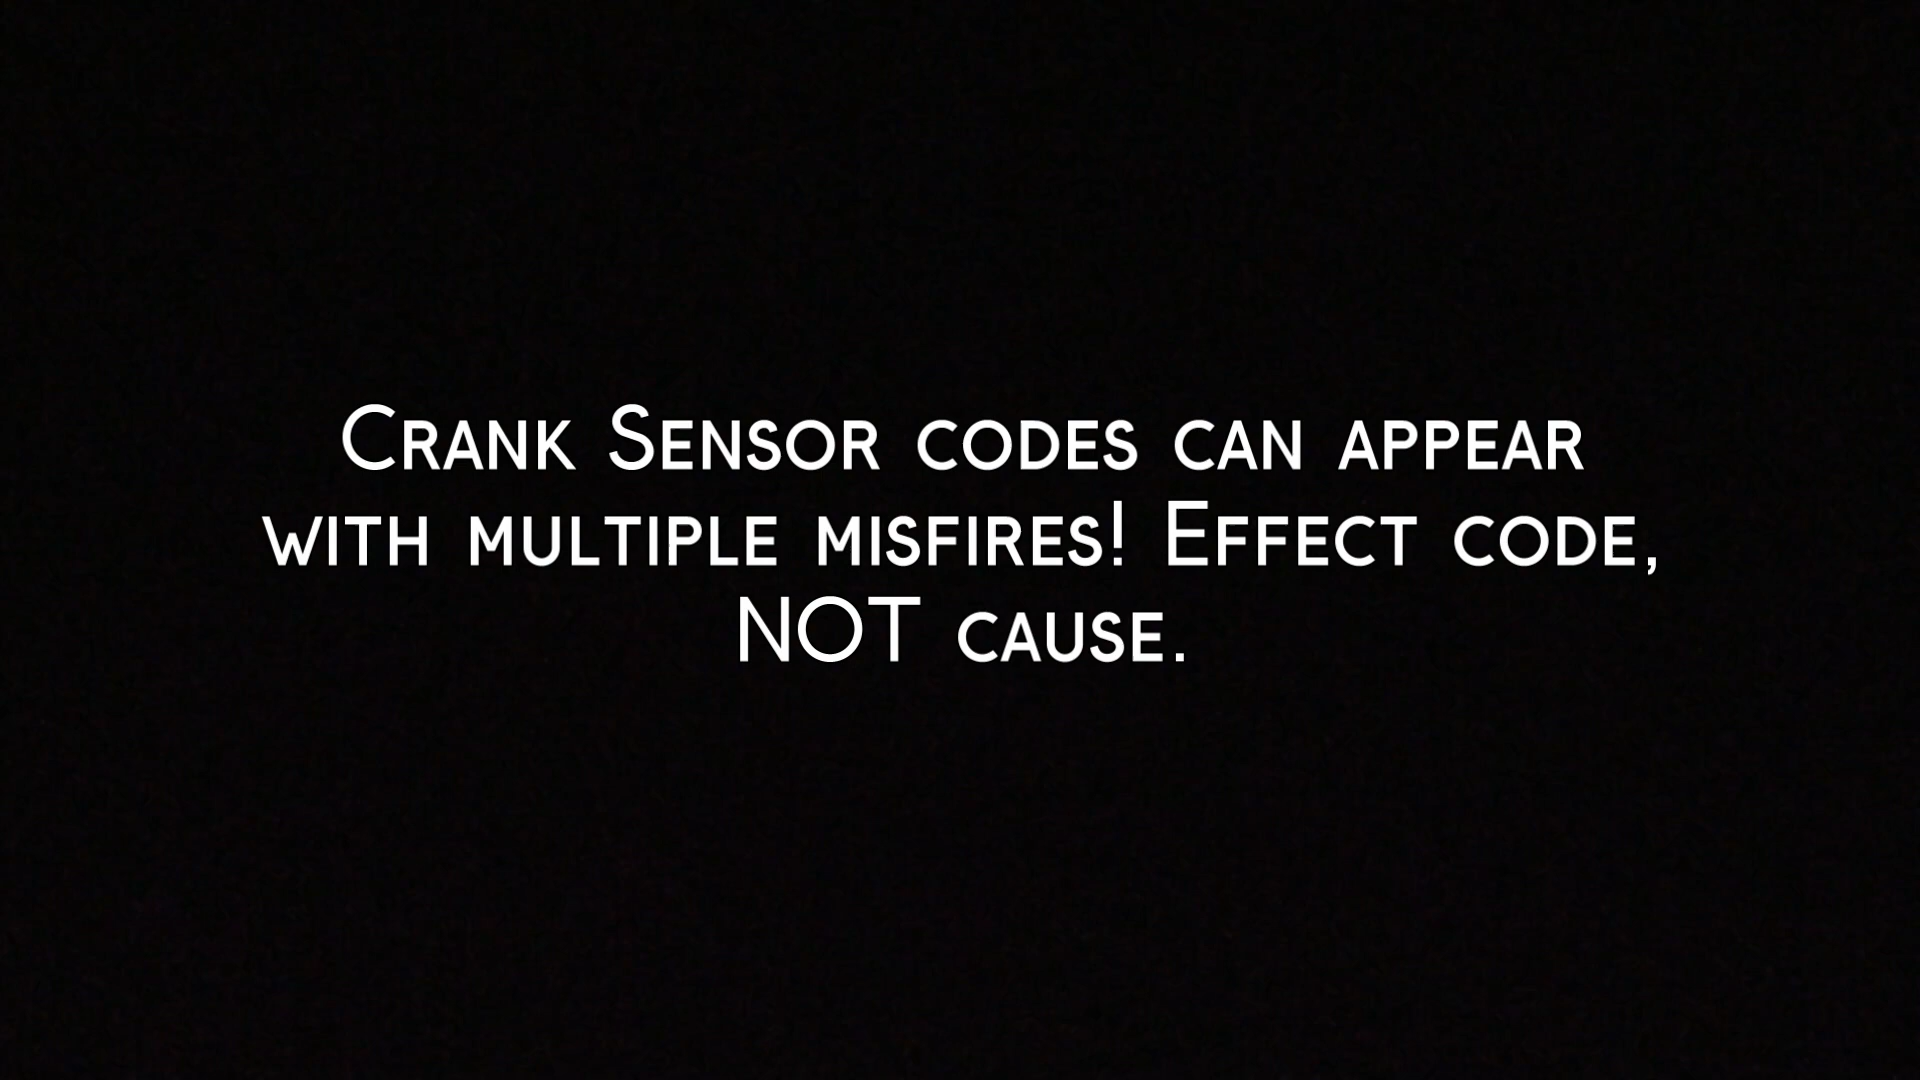 Crank Sensor codes can appear
with multiple misfires! Effect code,
NOT cause.